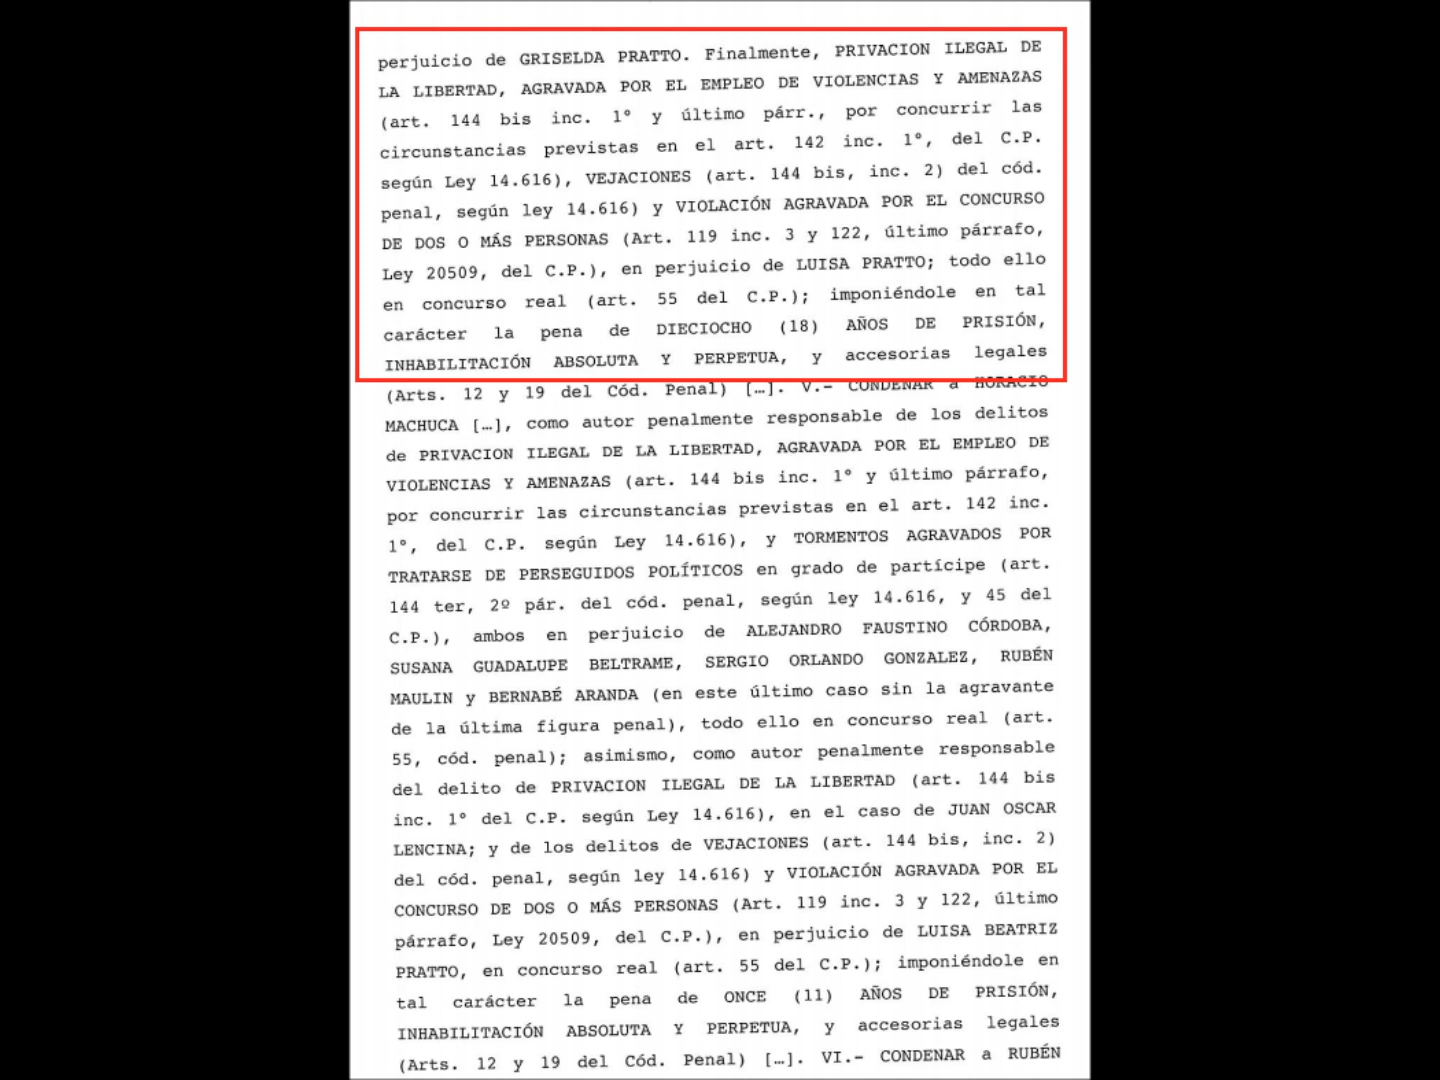 perjuicio de GRISELDA PRATTO. Finalmente, PRIVACION ILEGAL DE
LA LIBERTAD, AGRAVADA POR EL EMPLEO DE VIOLENCIAS Y AMENAZAS
(art. 144 bis inc. 1° y último párr., por concurrir las
circunstancias previstas en el art. 142 inc. 1°, del C.P.
según Ley 14.616), VEJACIONES (art. 144 bis, inc. 2) del cód.
penal, según ley 14.616) y VIOLACIÓN AGRAVADA POR EL CONCURSO
DE DOS O MÁS PERSONAS (Art. 119 inc. 3 y 122, último párrafo,
Ley 20509, del C.P.), en perjuicio de LUISA PRATTO; todo ello
en concurso real (art. 55 del C.P.); imponiéndole en tal
carácter la pena de DIECIOCHO (18) AÑOS DE PRISIÓN,
INHABILITACIÓN ABSOLUTA Y PERPETUA, y accesorias legales
(Arts. 12 y 19 del Cód. Penal) […]. V.- CONDENAR a HORACIO
MACHUCA […], como autor penalmente responsable de los delitos
de PRIVACION ILEGAL DE LA LIBERTAD, AGRAVADA POR EL EMPLEO DE
VIOLENCIAS Y AMENAZAS (art. 144 bis inc. 1° y último párrafo,
por concurrir las circunstancias previstas en el art. 142 inc.
1°, del C.P. según Ley 14.616), y TORMENTOS AGRAVADOS POR
TRATARSE DE PERSEGUIDOS POLÍTICOS en grado de partícipe (art.
144 ter, 2º pár. del cód. penal, según ley 14.616, y 45 del
C.P.), ambos en perjuicio de ALEJANDRO FAUSTINO CÓRDOBA,
SUSANA GUADALUPE BELTRAME, SERGIO ORLANDO GONZALEZ, RUBÉN
MAULIN y BERNABÉ ARANDA (en este último caso sin la agravante
de la última figura penal), todo ello en concurso real (art.
55, cód. penal); asimismo, como autor penalmente responsable
del delito de PRIVACION ILEGAL DE LA LIBERTAD (art. 144 bis
inc. 1° del C.P. según Ley 14.616), en el caso de JUAN OSCAR
LENCINA; y de los delitos de VEJACIONES (art. 144 bis, inc. 2)
del cód. penal, según ley 14.616) y VIOLACIÓN AGRAVADA POR EL
CONCURSO DE DOS O MÁS PERSONAS (Art. 119 inc. 3 y 122, último
párrafo, Ley 20509, del C.P.), en perjuicio de LUISA BEATRIZ
PRATTO, en concurso real (art. 55 del C.P.); imponiéndole en
tal carácter la pena de ONCE (11) AÑOS DE PRISIÓN,
INHABILITACIÓN ABSOLUTA Y PERPETUA, y accesorias legales
(Arts. 12 y 19 del Cód. Penal) […]. VI.- CONDENAR a RUBÉN